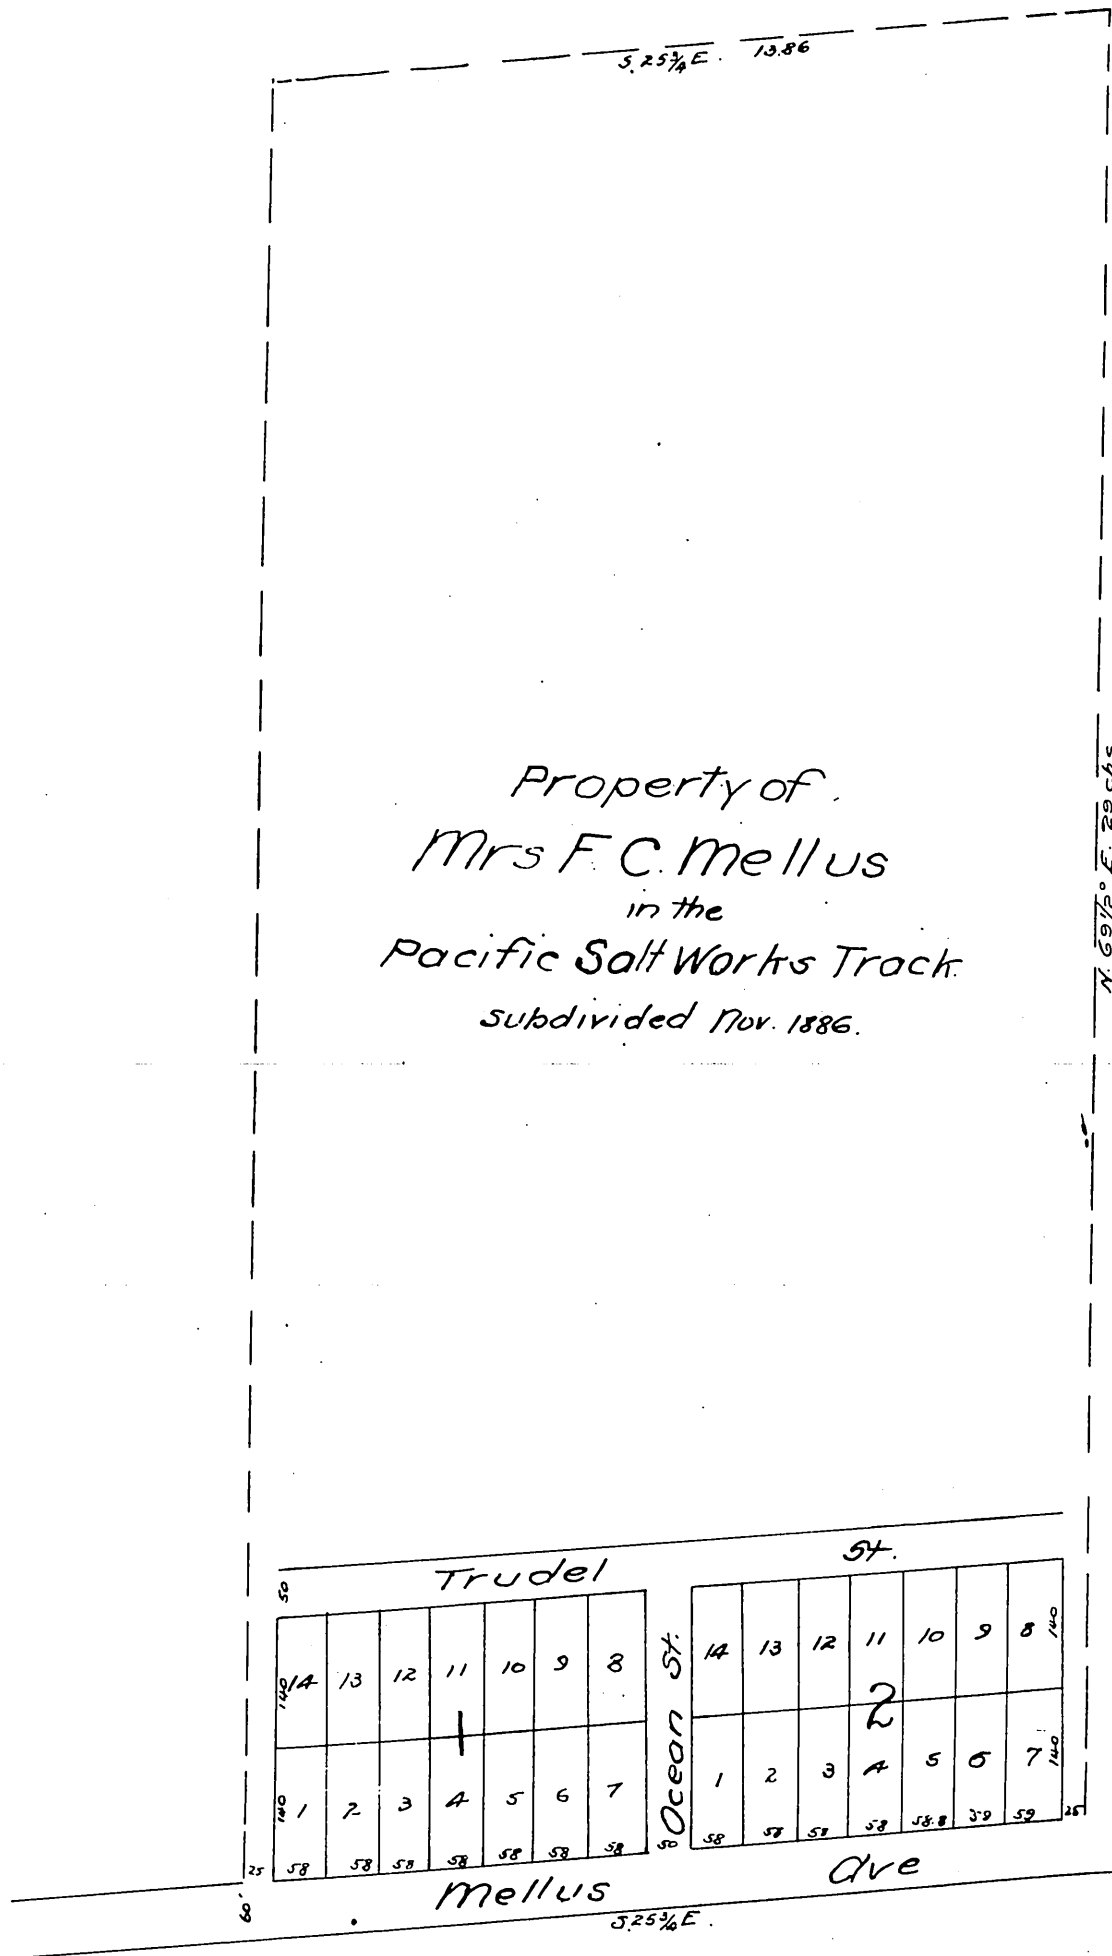 S. 25¾ E. 13.86
N. 69½° E. 29 chs
Property of
Mrs F. C. Mellus
in the
Pacific Salt Works Track
subdivided Nov. 1886.
Trudel St.
50
14 13 12 11 10 9 8
140
1
140
1 2 3 4 5 6 7
25 58 58 58 58 58 58 58
Ocean St.
50
14 13 12 11 10 9 8
140
2
1 2 3 4 5 6 7
140
58 58 58 58 58.8 59 59 25
Mellus Ave
60'
S. 25¾ E.